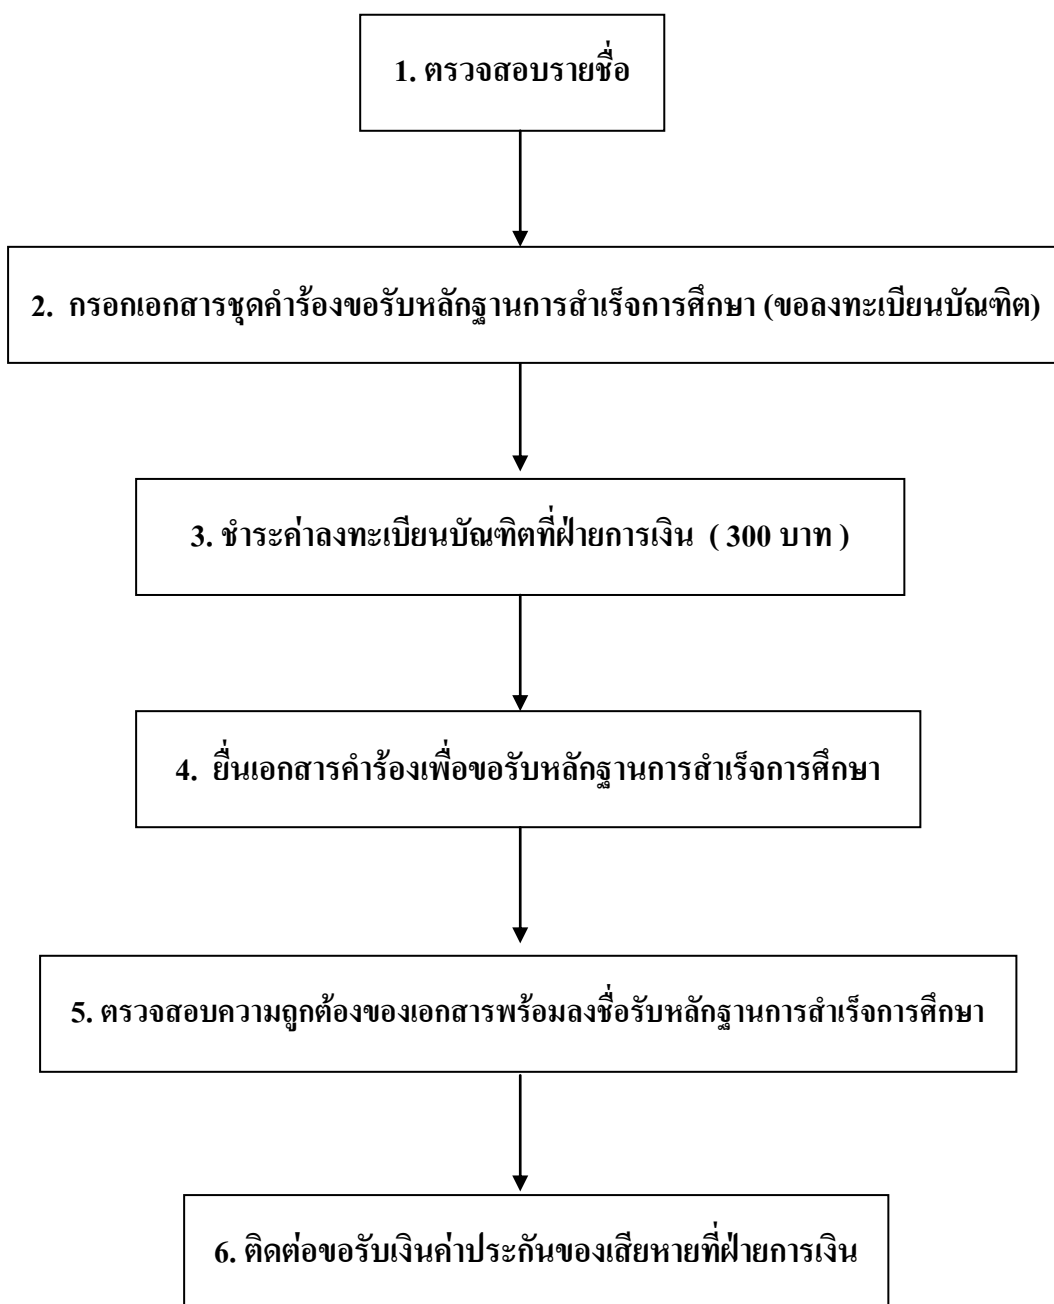 1. ตรวจสอบรายชื่อ
2. กรอกเอกสารชุดคำร้องขอรับหลักฐานการสำเร็จการศึกษา (ขอลงทะเบียนบัณฑิต)
3. ชำระค่าลงทะเบียนบัณฑิตที่ฝ่ายการเงิน ( 300 บาท )
4. ยื่นเอกสารคำร้องเพื่อขอรับหลักฐานการสำเร็จการศึกษา
5. ตรวจสอบความถูกต้องของเอกสารพร้อมลงชื่อรับหลักฐานการสำเร็จการศึกษา
6. ติดต่อขอรับเงินค่าประกันของเสียหายที่ฝ่ายการเงิน